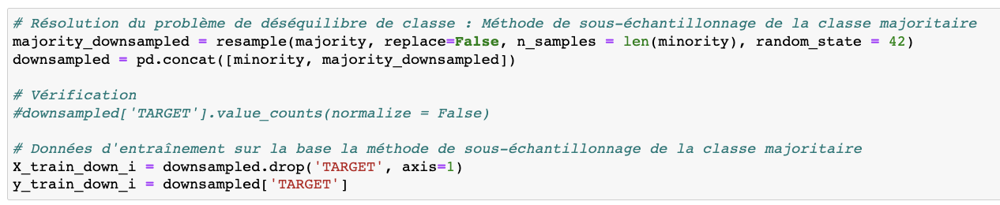 # Résolution du problème de déséquilibre de classe : Méthode de sous-échantillonnage de la classe majoritaire
majority_downsampled = resample(majority, replace=False, n_samples = len(minority), random_state = 42)
downsampled = pd.concat([minority, majority_downsampled])
# Vérification
#downsampled['TARGET'].value_counts(normalize = False)
# Données d'entraînement sur la base la méthode de sous-échantillonnage de la classe majoritaire
X_train_down_i = downsampled.drop('TARGET', axis=1)
y_train_down_i = downsampled['TARGET']